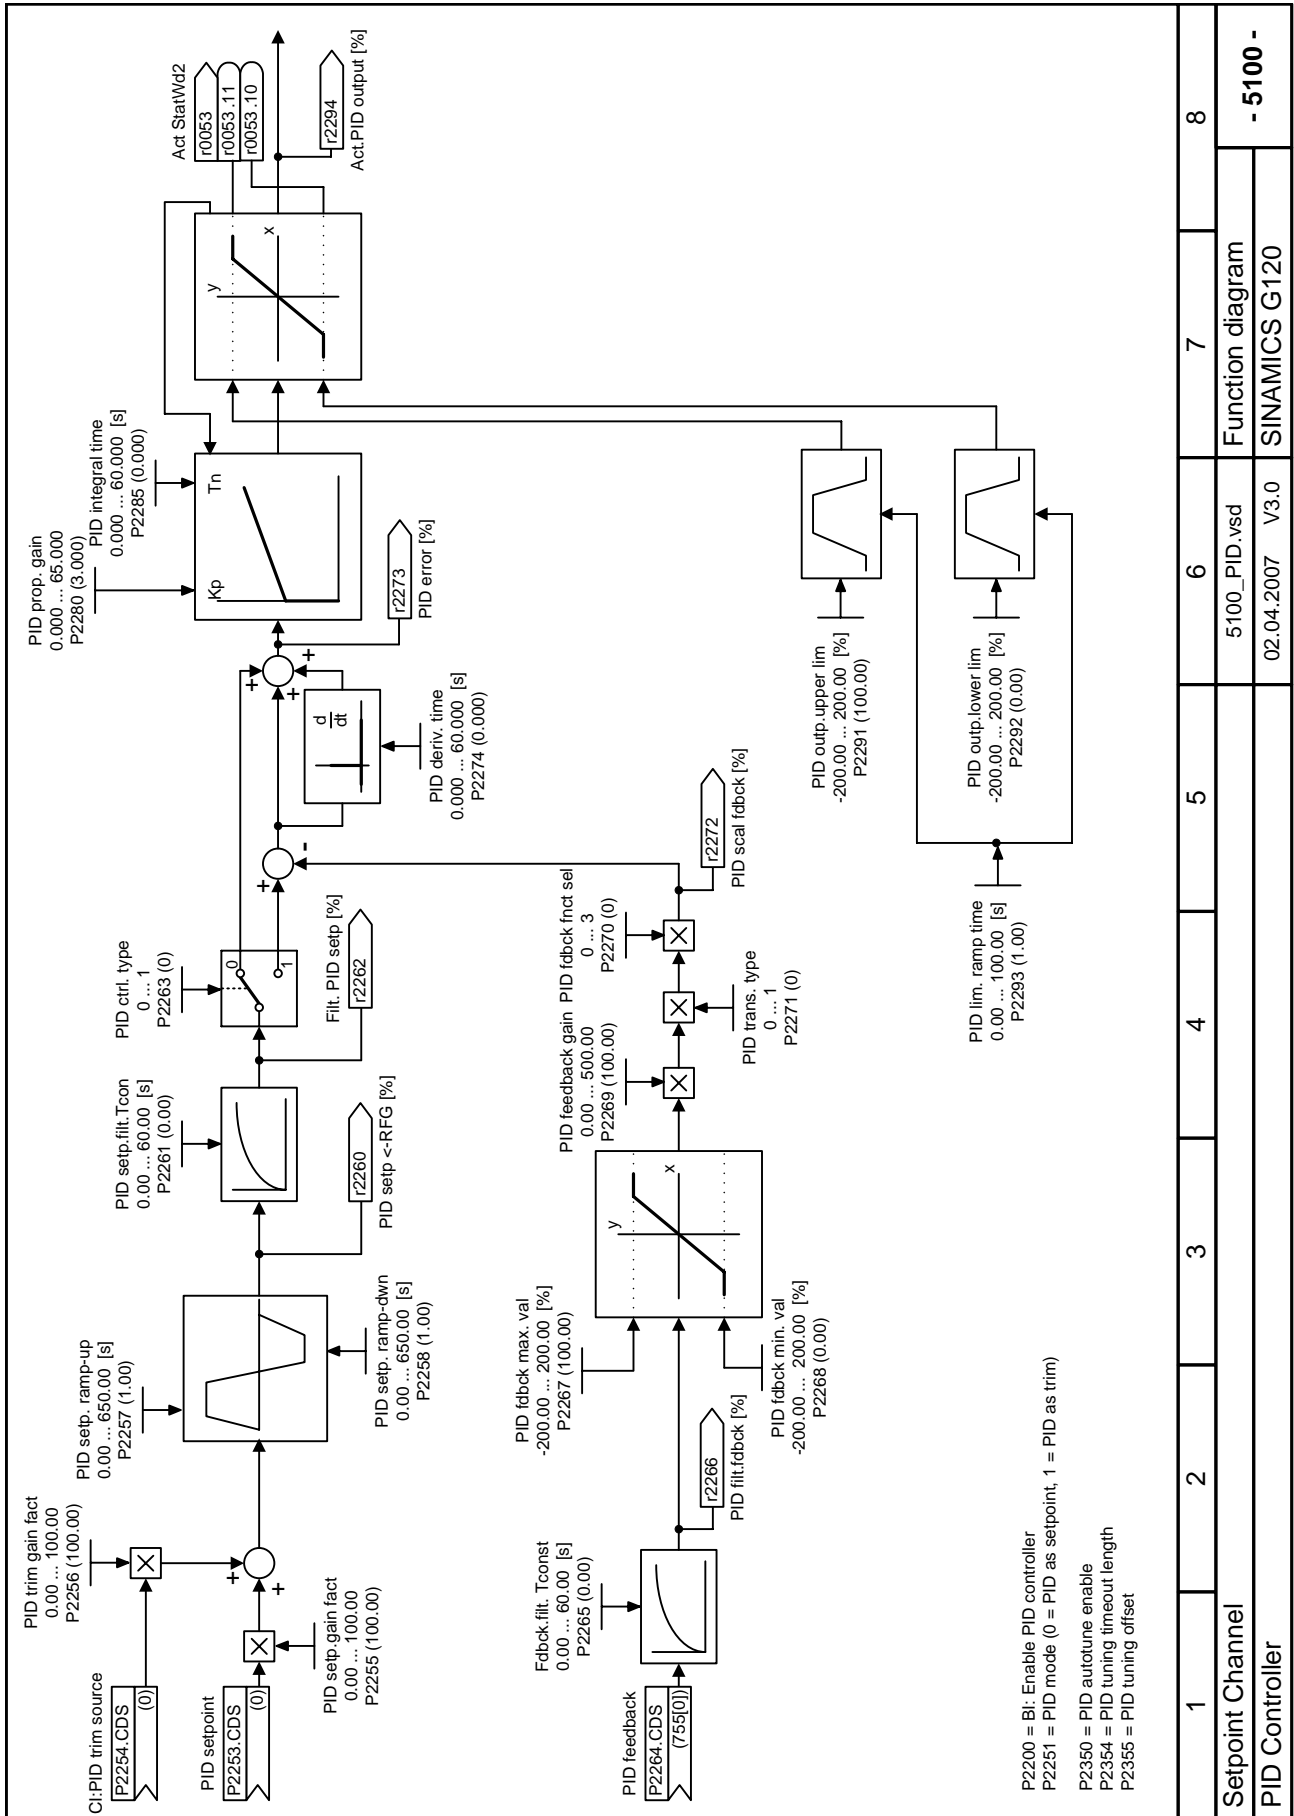 CI:PID trim source
P2254.CDS
(0)
PID trim gain fact
0.00 ... 100.00
P2256 (100.00)
PID setpoint
P2253.CDS
(0)
PID setp.gain fact
0.00 ... 100.00
P2255 (100.00)
+
+
PID setp. ramp-up
0.00 ... 650.00 [s]
P2257 (1.00)
PID setp. ramp-dwn
0.00 ... 650.00 [s]
P2258 (1.00)
r2260
PID setp <-RFG [%]
PID setp.filt.Tcon
0.00 ... 60.00 [s]
P2261 (0.00)
PID ctrl. type
0 ... 1
P2263 (0)
0
1
Filt. PID setp [%]
r2262
+
-
d
dt
PID deriv. time
0.000 ... 60.000 [s]
P2274 (0.000)
+
+
+
r2273
PID error [%]
PID prop. gain
0.000 ... 65.000
P2280 (3.000)
PID integral time
0.000 ... 60.000 [s]
P2285 (0.000)
Kp
Tn
y
x
Act StatWd2
r0053
r0053 .11
r0053 .10
r2294
Act.PID output [%]
PID feedback
P2264.CDS
(755[0])
Fdbck.filt. Tconst
0.00 ... 60.00 [s]
P2265 (0.00)
r2266
PID filt.fdbck [%]
PID fdbck max. val
-200.00 ... 200.00 [%]
P2267 (100.00)
PID fdbck min. val
-200.00 ... 200.00 [%]
P2268 (0.00)
y
x
PID feedback gain
0.00 ... 500.00
P2269 (100.00)
PID trans. type
0 ... 1
P2271 (0)
PID fdbck fnct sel
0 ... 3
P2270 (0)
r2272
PID scal fdbck [%]
PID outp.upper lim
-200.00 ... 200.00 [%]
P2291 (100.00)
PID outp.lower lim
-200.00 ... 200.00 [%]
P2292 (0.00)
PID lim. ramp time
0.00 ... 100.00 [s]
P2293 (1.00)
P2200 = BI: Enable PID controller
P2251 = PID mode (0 = PID as setpoint, 1 = PID as trim)
P2350 = PID autotune enable
P2354 = PID tuning timeout length
P2355 = PID tuning offset
1 2 3 4 5 6 7 8
Setpoint Channel
5100_PID.vsd
Function diagram
- 5100 -
PID Controller
02.04.2007 V3.0
SINAMICS G120